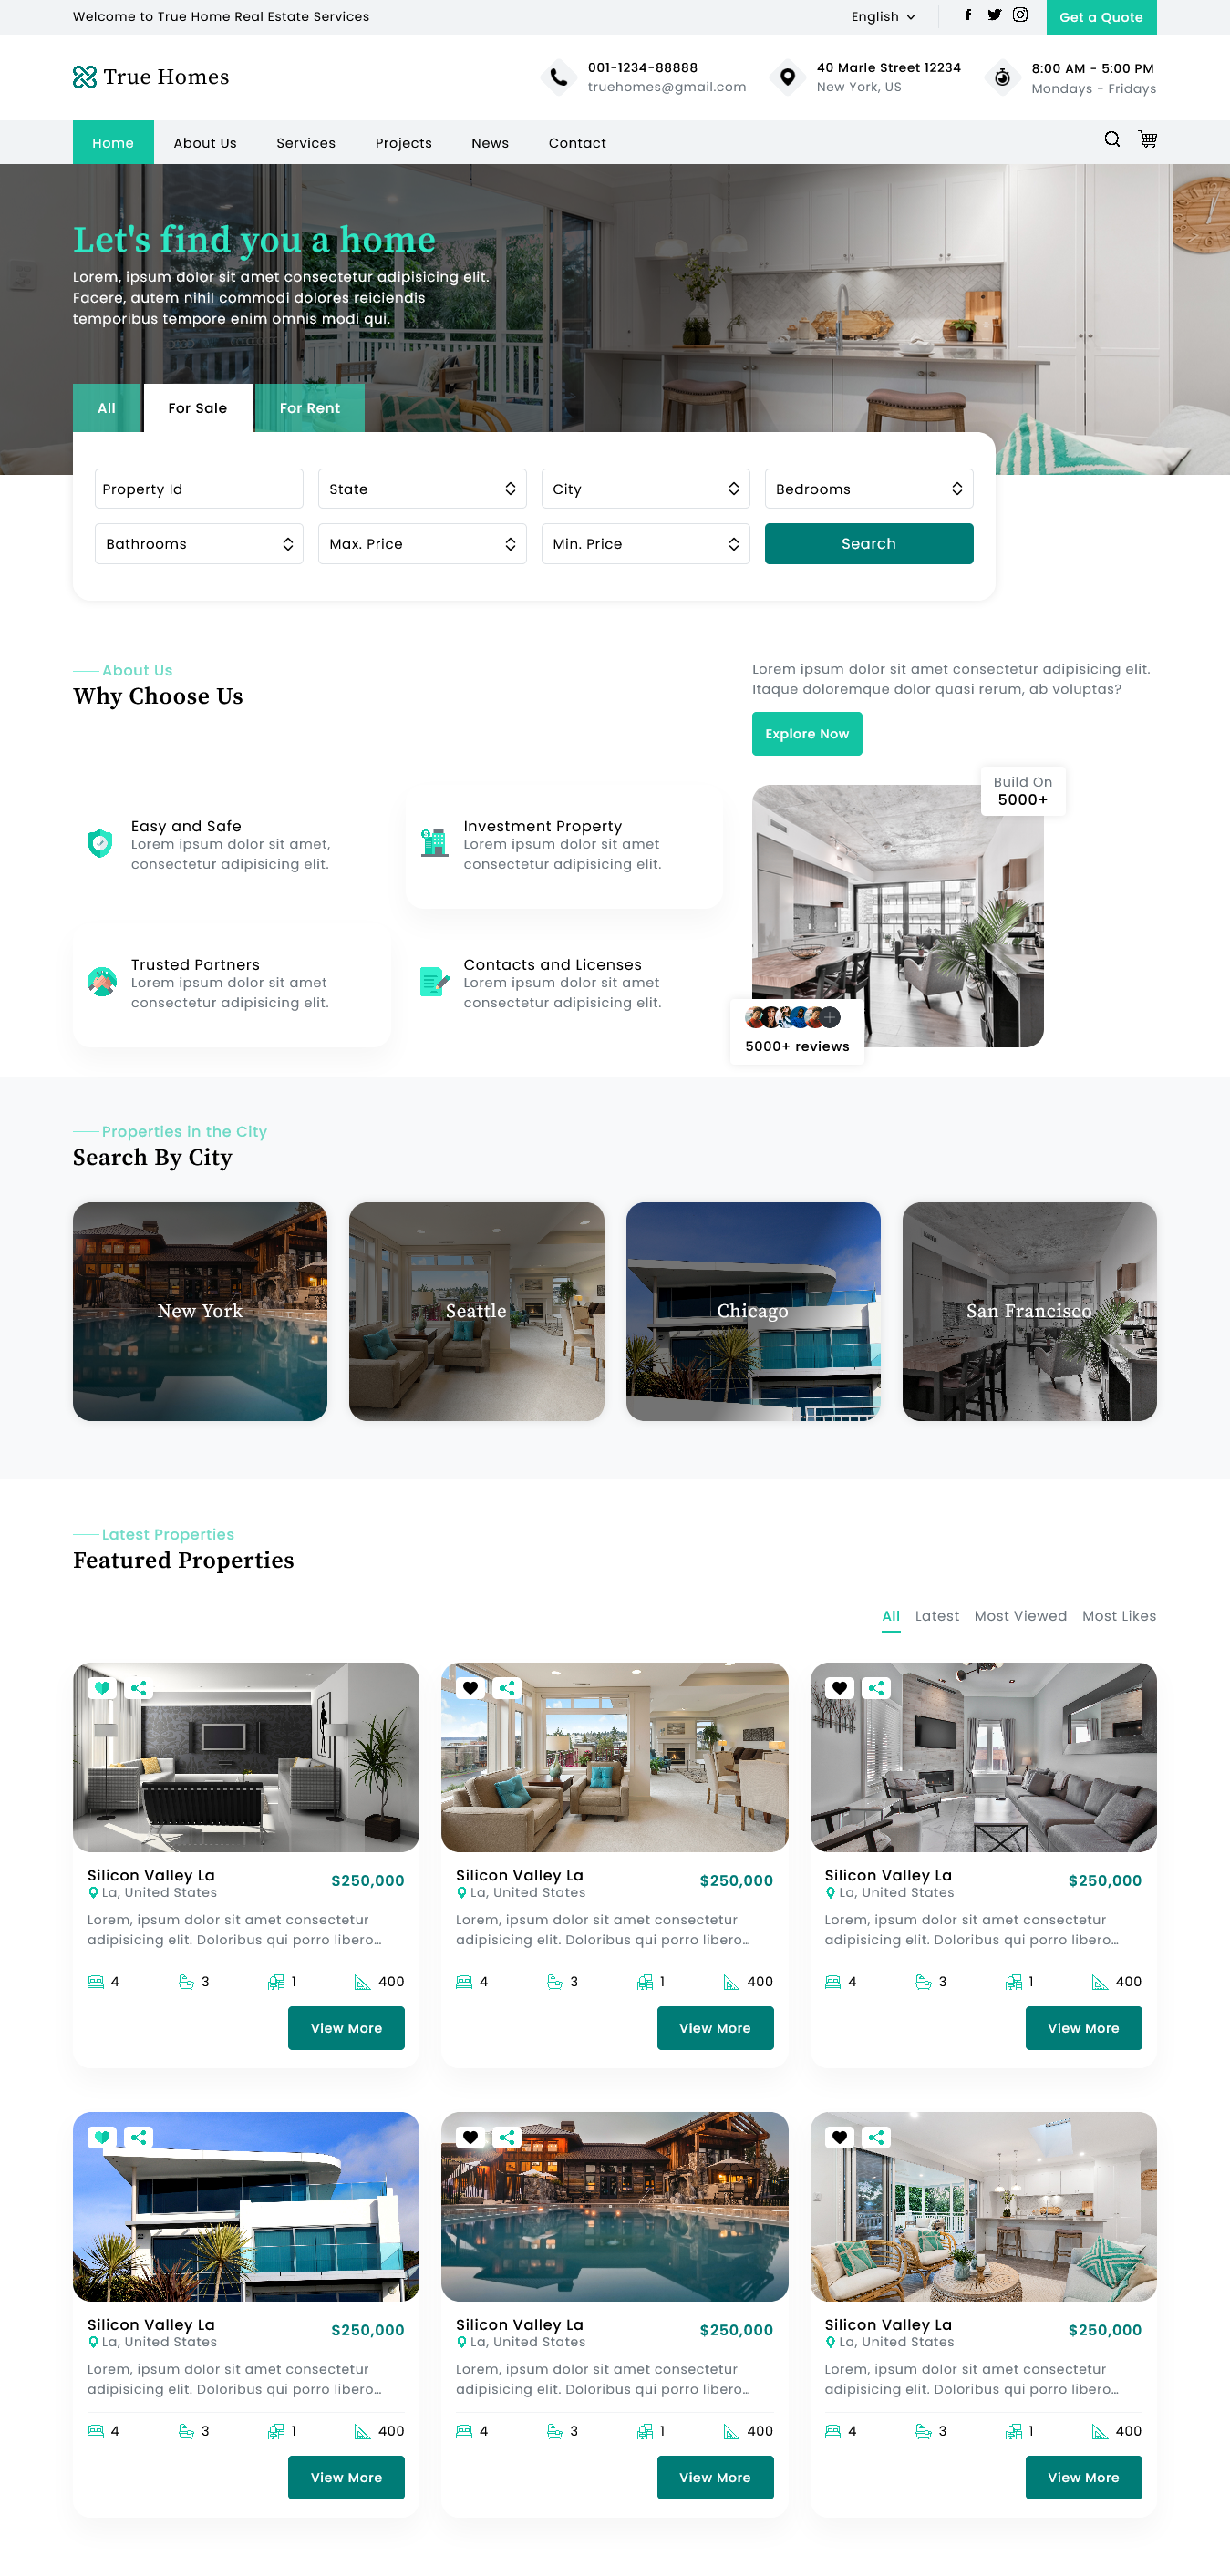 Welcome to True Home Real Estate Services
English
Get a Quote
True Homes
001-1234-88888
truehomes@gmail.com
40 Marle Street 12234
New York, US
8:00 AM - 5:00 PM
Mondays - Fridays
Home
About Us
Services
Projects
News
Contact
Let's find you a home
Lorem, ipsum dolor sit amet consectetur adipisicing elit.
Facere, autem nihil commodi dolores reiciendis
temporibus tempore enim omnis modi qui.
All
For Sale
For Rent
Property Id
State
City
Bedrooms
Bathrooms
Max. Price
Min. Price
Search
About Us
Why Choose Us
Lorem ipsum dolor sit amet consectetur adipisicing elit.
Itaque doloremque dolor quasi rerum, ab voluptas?
Explore Now
Easy and Safe
Lorem ipsum dolor sit amet,
consectetur adipisicing elit.
Investment Property
Lorem ipsum dolor sit amet
consectetur adipisicing elit.
Trusted Partners
Lorem ipsum dolor sit amet
consectetur adipisicing elit.
Contacts and Licenses
Lorem ipsum dolor sit amet
consectetur adipisicing elit.
Build On
5000+
5000+ reviews
Properties in the City
Search By City
New York
Seattle
Chicago
San Francisco
Latest Properties
Featured Properties
All
Latest
Most Viewed
Most Likes
Silicon Valley La
La, United States
$250,000
Lorem, ipsum dolor sit amet consectetur
adipisicing elit. Doloribus qui porro libero...
4
3
1
400
View More
Silicon Valley La
La, United States
$250,000
Lorem, ipsum dolor sit amet consectetur
adipisicing elit. Doloribus qui porro libero...
4
3
1
400
View More
Silicon Valley La
La, United States
$250,000
Lorem, ipsum dolor sit amet consectetur
adipisicing elit. Doloribus qui porro libero...
4
3
1
400
View More
Silicon Valley La
La, United States
$250,000
Lorem, ipsum dolor sit amet consectetur
adipisicing elit. Doloribus qui porro libero...
4
3
1
400
View More
Silicon Valley La
La, United States
$250,000
Lorem, ipsum dolor sit amet consectetur
adipisicing elit. Doloribus qui porro libero...
4
3
1
400
View More
Silicon Valley La
La, United States
$250,000
Lorem, ipsum dolor sit amet consectetur
adipisicing elit. Doloribus qui porro libero...
4
3
1
400
View More